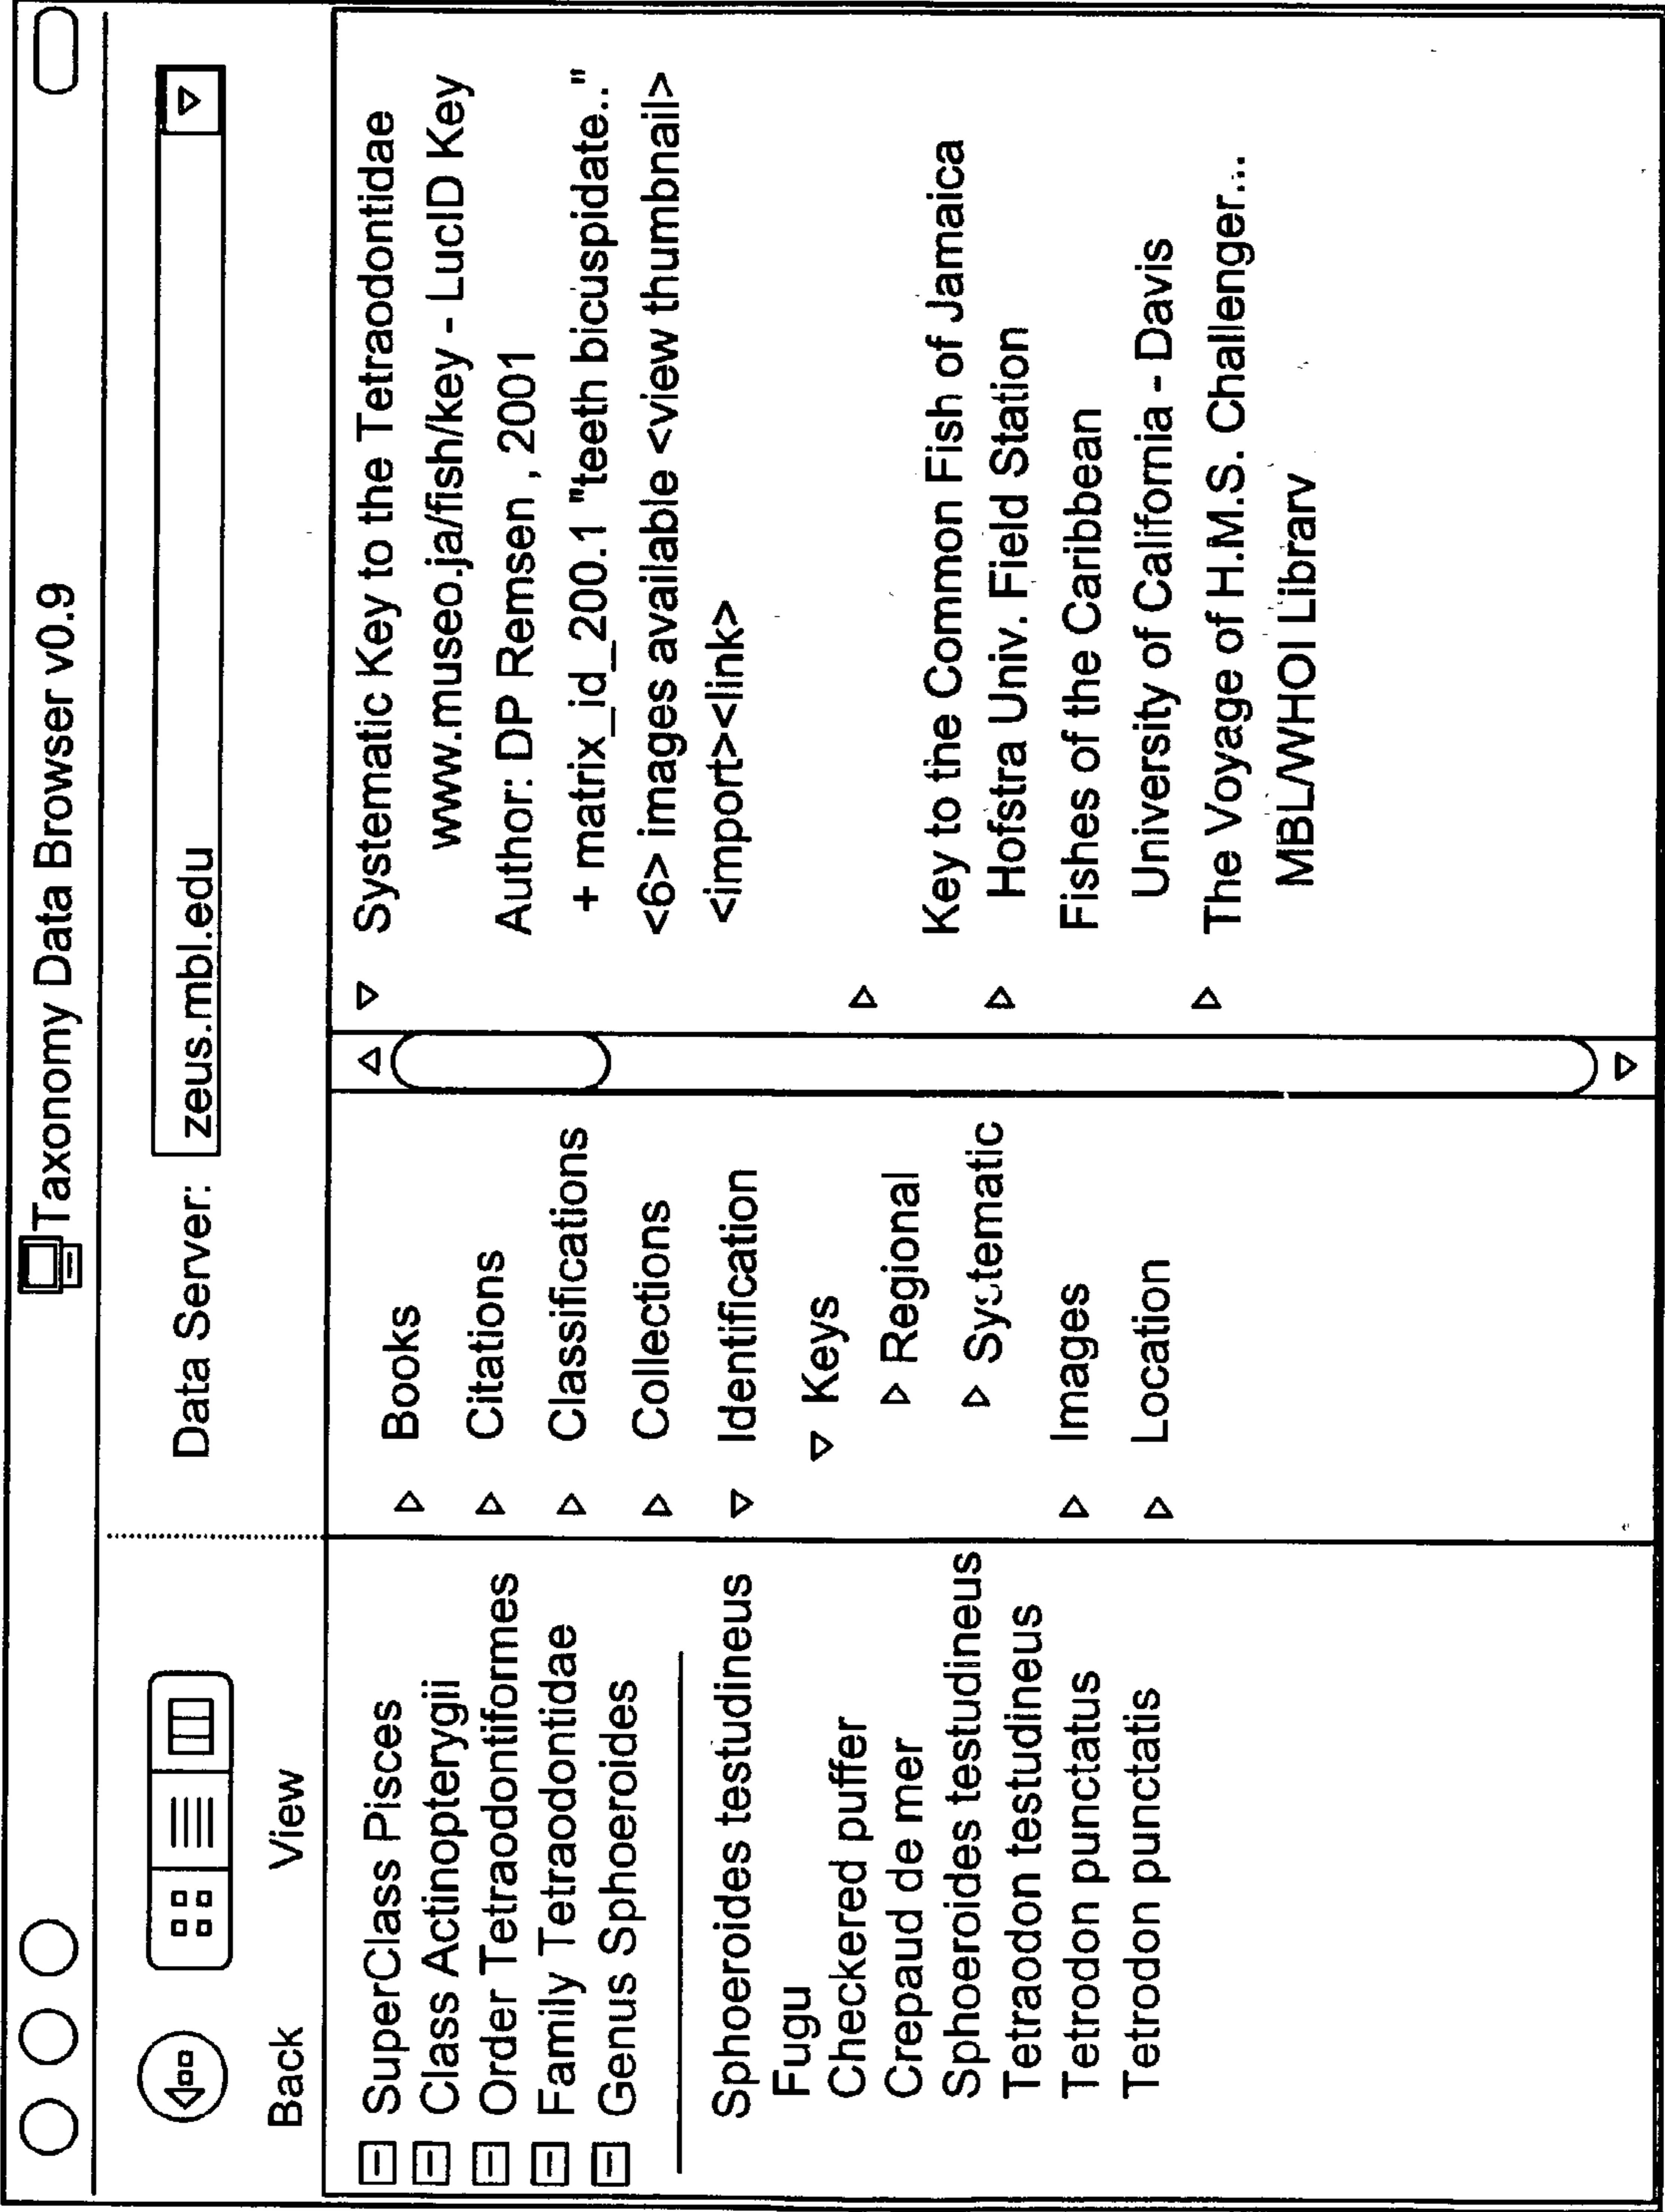 Taxonomy Data Browser v0.9
Back
View
Data Server: zeus.mbl.edu
SuperClass Pisces
Class Actinopterygii
Order Tetraodontiformes
Family Tetraodontidae
Genus Sphoeroides
Sphoeroides testudineus
Fugu
Checkered puffer
Crepaud de mer
Sphoeroides testudineus
Tetraodon testudineus
Tetrodon punctatus
Tetrodon punctatis
Books
Citations
Classifications
Collections
Identification
Keys
Regional
Systematic
Images
Location
Systematic Key to the Tetraodontidae
www.museo.ja/fish/key - LucID Key
Author: DP Remsen , 2001
+ matrix_id_200.1 "teeth bicuspidate.."
<6> images available <view thumbnail>
<import><link>
Key to the Common Fish of Jamaica
Hofstra Univ. Field Station
Fishes of the Caribbean
University of California - Davis
The Voyage of H.M.S. Challenger...
MBL/WHOI Library